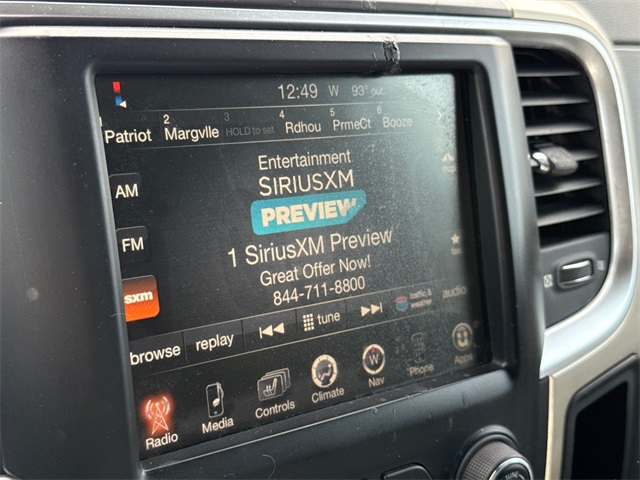 12:49 W 93° out
1 Patriot 2 Margvlle 3 HOLD to set 4 Rdhou 5 PrmeCt 6 Booze
Entertainment
SIRIUSXM
PREVIEW
1 SiriusXM Preview
Great Offer Now!
844-711-8800
AM
FM
sxm
browse replay tune traffic & weather audio
Radio Media Controls Climate Nav Phone Apps